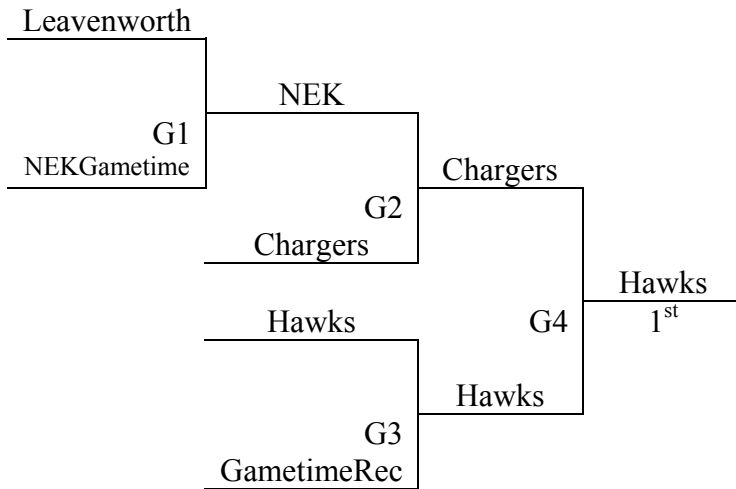 Leavenworth
NEK
G1
NEKGametime
Chargers
G2
Chargers
Hawks
1st
Hawks
G4
Hawks
G3
GametimeRec